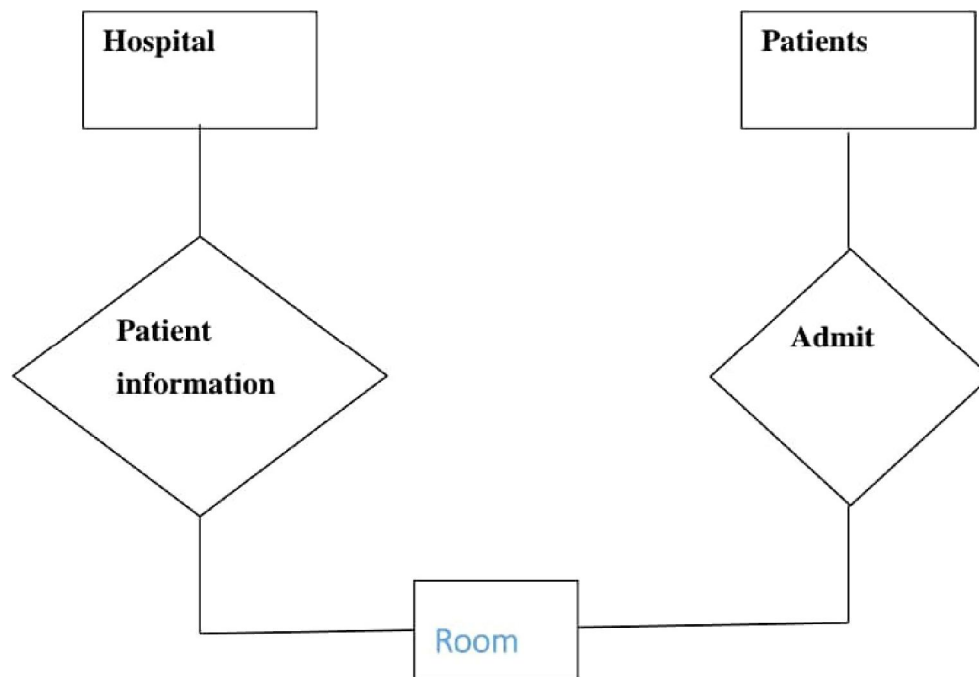 Hospital
Patients
Patient
information
Admit
Room